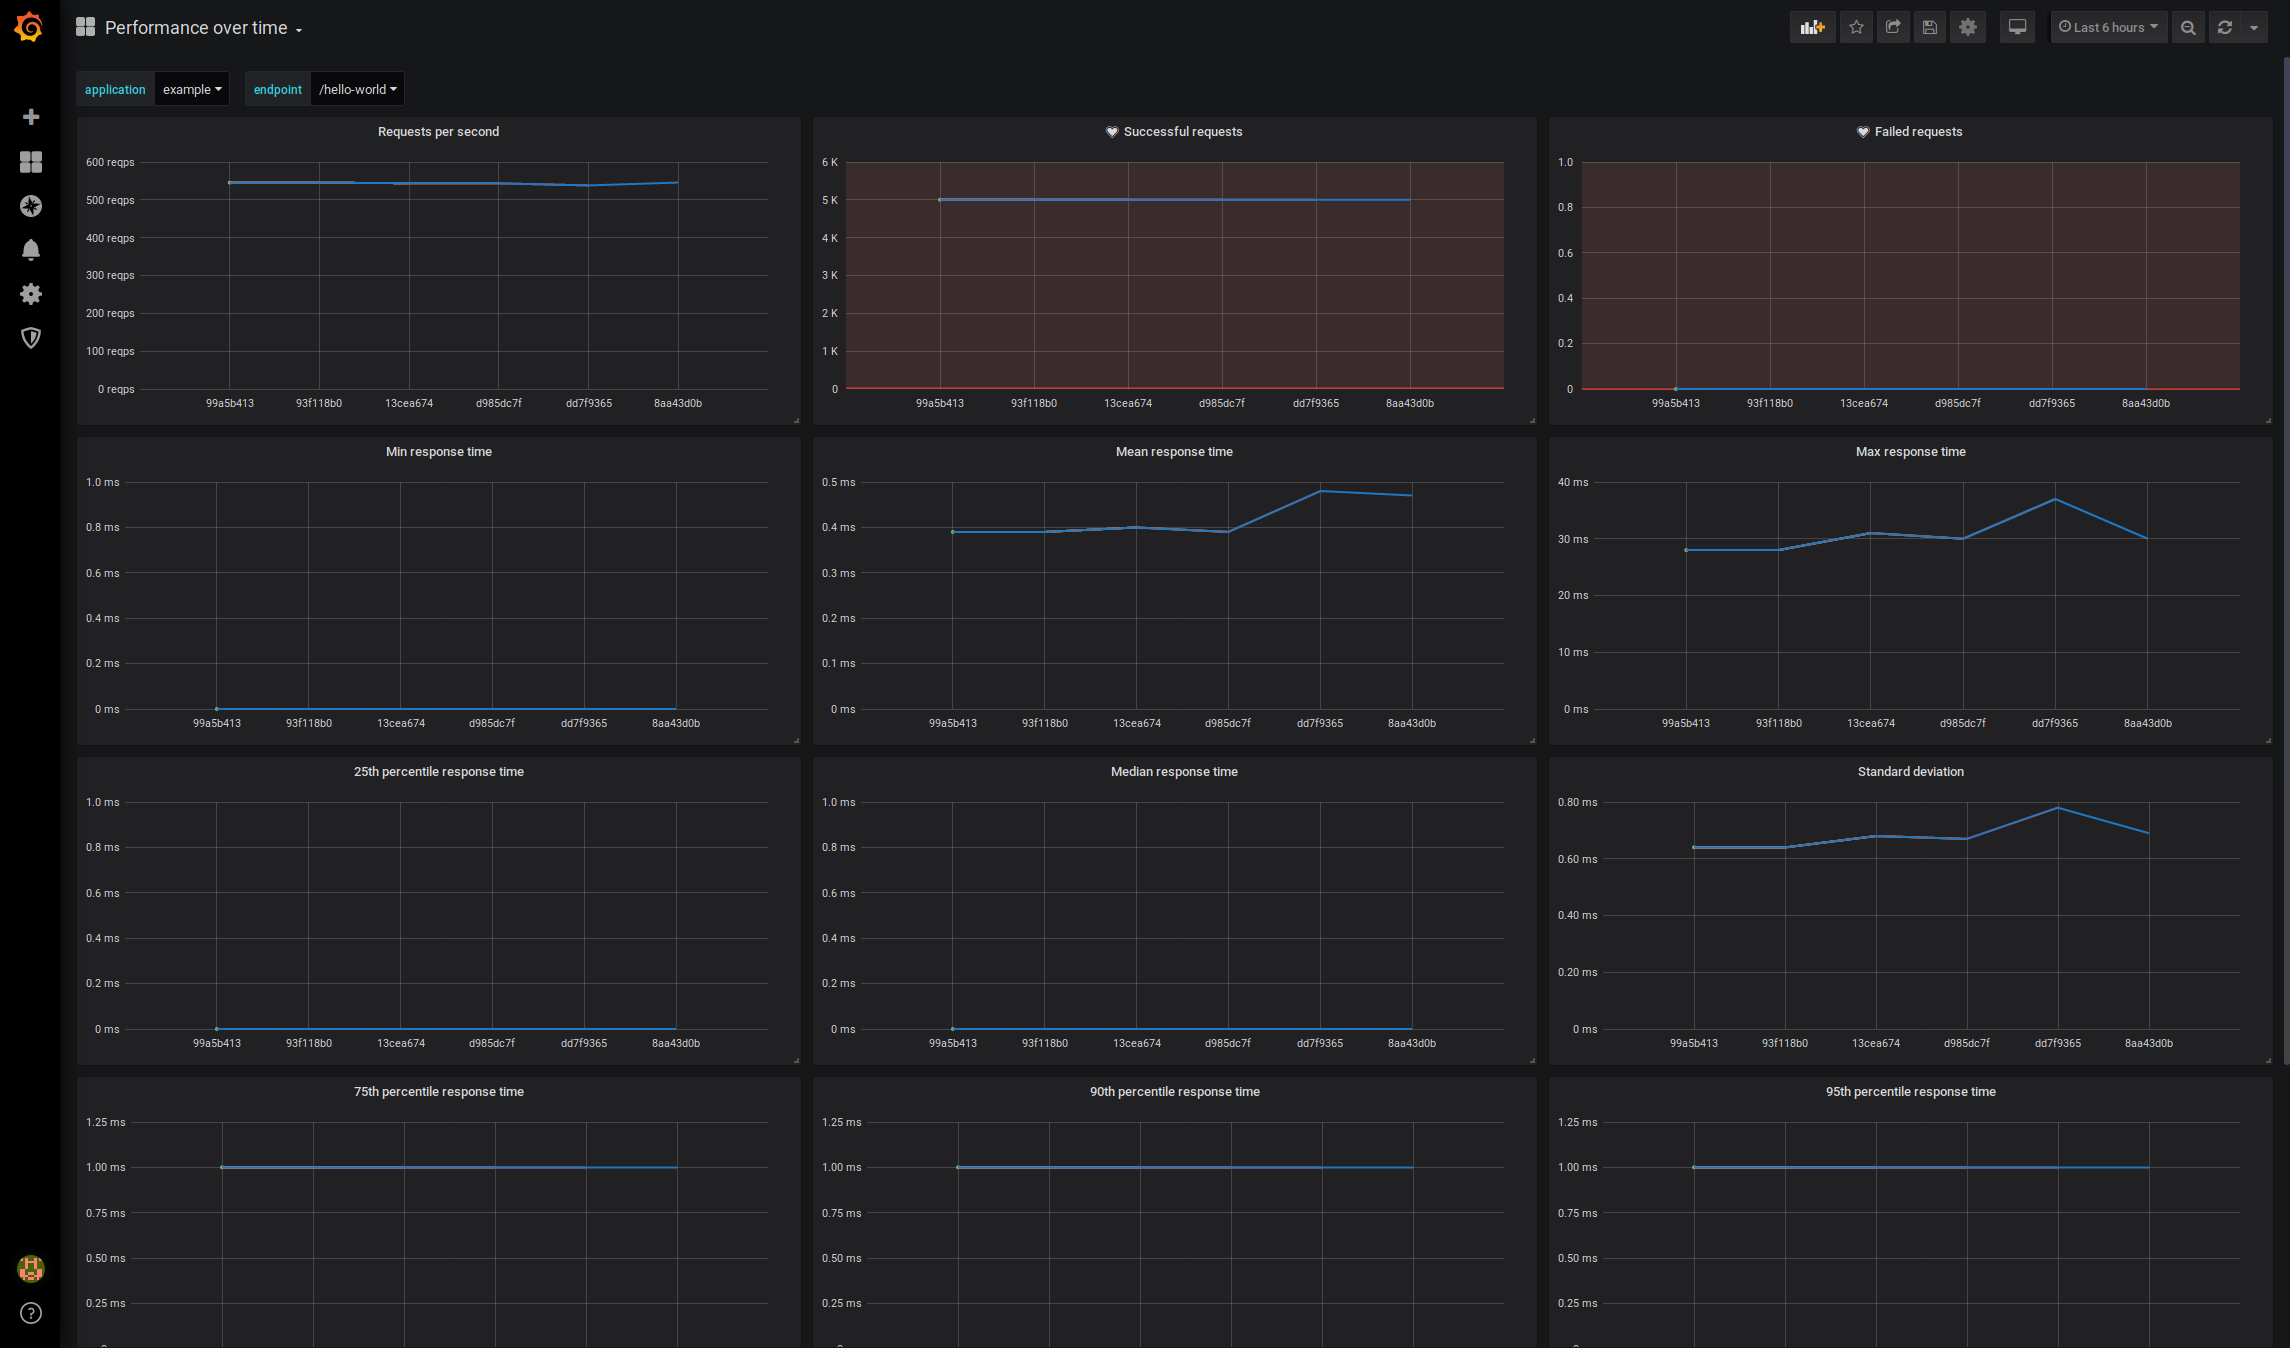 Performance over time
Last 6 hours
application example endpoint /hello-world
Requests per second
600 reqps
500 reqps
400 reqps
300 reqps
200 reqps
100 reqps
0 reqps
99a5b413 93f118b0 13cea674 d985dc7f dd7f9365 8aa43d0b
Successful requests
6 K
5 K
4 K
3 K
2 K
1 K
0
99a5b413 93f118b0 13cea674 d985dc7f dd7f9365 8aa43d0b
Failed requests
1.0
0.8
0.6
0.4
0.2
0
99a5b413 93f118b0 13cea674 d985dc7f dd7f9365 8aa43d0b
Min response time
1.0 ms
0.8 ms
0.6 ms
0.4 ms
0.2 ms
0 ms
99a5b413 93f118b0 13cea674 d985dc7f dd7f9365 8aa43d0b
Mean response time
0.5 ms
0.4 ms
0.3 ms
0.2 ms
0.1 ms
0 ms
99a5b413 93f118b0 13cea674 d985dc7f dd7f9365 8aa43d0b
Max response time
40 ms
30 ms
20 ms
10 ms
0 ms
99a5b413 93f118b0 13cea674 d985dc7f dd7f9365 8aa43d0b
25th percentile response time
1.0 ms
0.8 ms
0.6 ms
0.4 ms
0.2 ms
0 ms
99a5b413 93f118b0 13cea674 d985dc7f dd7f9365 8aa43d0b
Median response time
1.0 ms
0.8 ms
0.6 ms
0.4 ms
0.2 ms
0 ms
99a5b413 93f118b0 13cea674 d985dc7f dd7f9365 8aa43d0b
Standard deviation
0.80 ms
0.60 ms
0.40 ms
0.20 ms
0 ms
99a5b413 93f118b0 13cea674 d985dc7f dd7f9365 8aa43d0b
75th percentile response time
1.25 ms
1.00 ms
0.75 ms
0.50 ms
0.25 ms
90th percentile response time
1.25 ms
1.00 ms
0.75 ms
0.50 ms
0.25 ms
95th percentile response time
1.25 ms
1.00 ms
0.75 ms
0.50 ms
0.25 ms